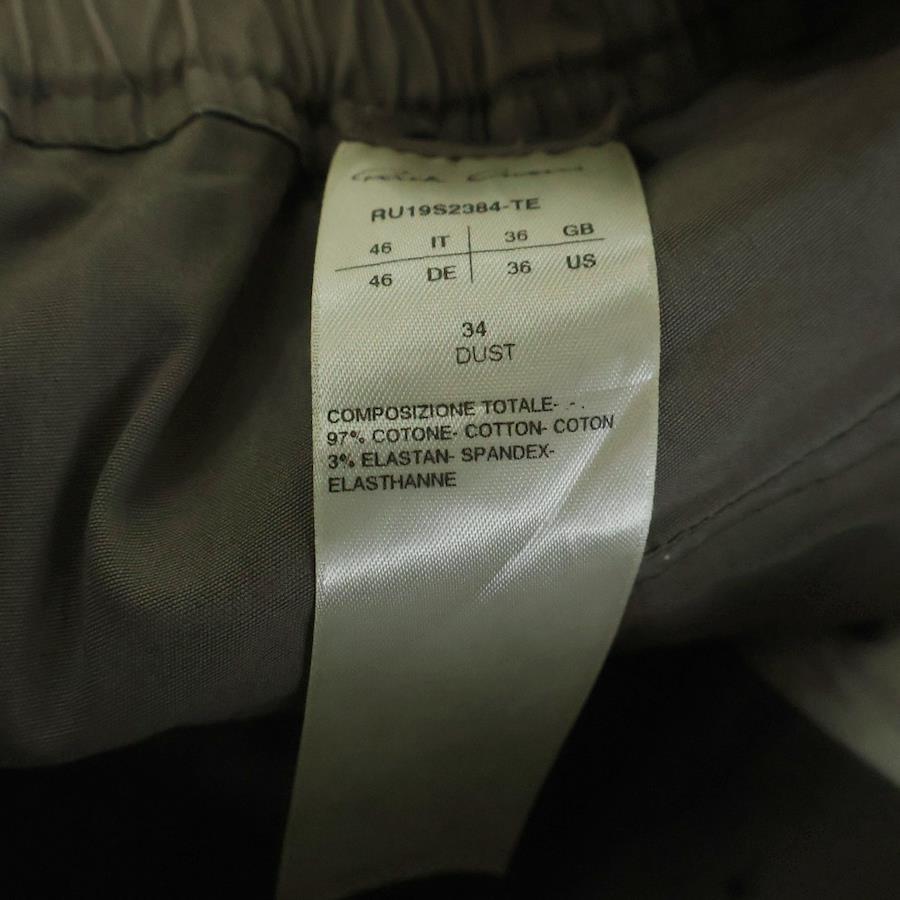 RU19S2384-TE
46 IT 36 GB
46 DE 36 US
34
DUST
COMPOSIZIONE TOTALE- - .
97% COTONE- COTTON- COTON
3% ELASTAN- SPANDEX-
ELASTHANNE